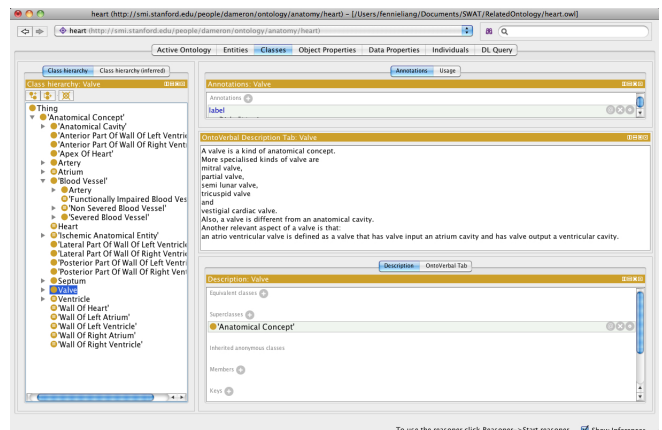 heart (http://smi.stanford.edu/people/dameron/ontology/anatomy/heart) – [/Users/fennieliang/Documents/SWAT/RelatedOntology/heart.owl]
heart (http://smi.stanford.edu/people/dameron/ontology/anatomy/heart)
Active Ontology Entities Classes Object Properties Data Properties Individuals DL Query
Class hierarchy Class hierarchy (inferred)
Class hierarchy: Valve
Thing
'Anatomical Concept'
'Anatomical Cavity'
'Anterior Part Of Wall Of Left Ventricle
'Anterior Part Of Wall Of Right Ventr
'Apex Of Heart'
Artery
Atrium
'Blood Vessel'
Artery
'Functionally Impaired Blood Ves
'Non Severed Blood Vessel'
'Severed Blood Vessel'
Heart
'Ischemic Anatomical Entity'
'Lateral Part Of Wall Of Left Ventricle
'Lateral Part Of Wall Of Right Ventric
'Posterior Part Of Wall Of Left Ventric
'Posterior Part Of Wall Of Right Ventr
Septum
Valve
Ventricle
'Wall Of Heart'
'Wall Of Left Atrium'
'Wall Of Left Ventricle'
'Wall Of Right Atrium'
'Wall Of Right Ventricle'
Annotations Usage
Annotations: Valve
Annotations
label
OntoVerbal Description Tab: Valve
A valve is a kind of anatomical concept.
More specialised kinds of valve are
mitral valve,
partial valve,
semi lunar valve,
tricuspid valve
and
vestigial cardiac valve.
Also, a valve is different from an anatomical cavity.
Another relevant aspect of a valve is that:
an atrio ventricular valve is defined as a valve that has valve input an atrium cavity and has valve output a ventricular cavity.
Description OntoVerbal Tab
Description: Valve
Equivalent classes
Superclasses
'Anatomical Concept'
Inherited anonymous classes
Members
Keys
To use the reasoner click Reasoner->Start reasoner Show Inferences